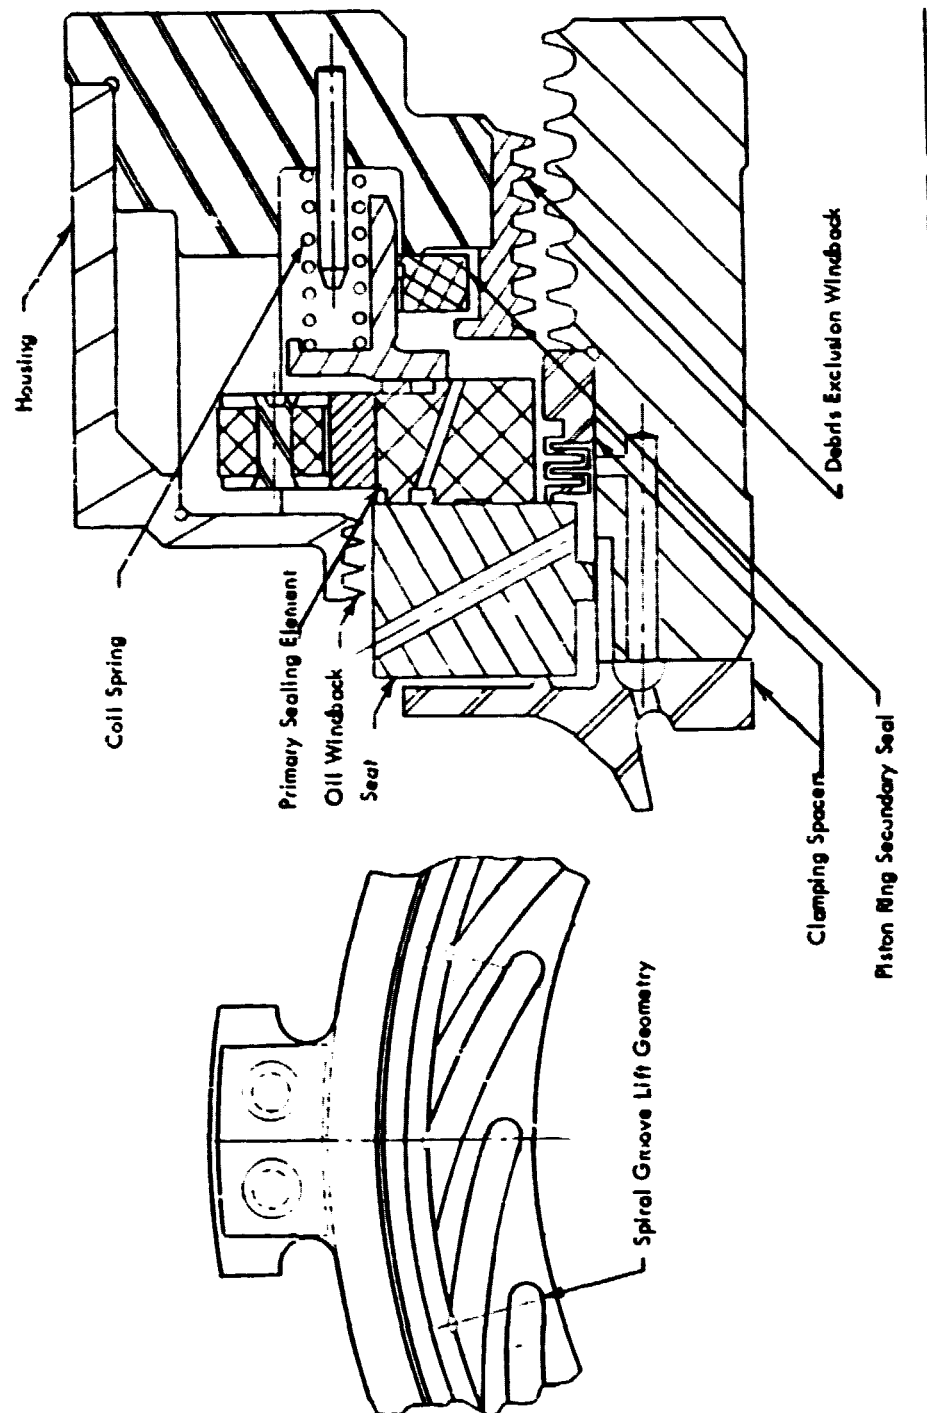 Housing
Coil Spring
Primary Sealing Element
Oil Windback
Seat
Debris Exclusion Windback
Clamping Spacers
Piston Ring Secundary Seal
Spiral Groove Lift Geometry